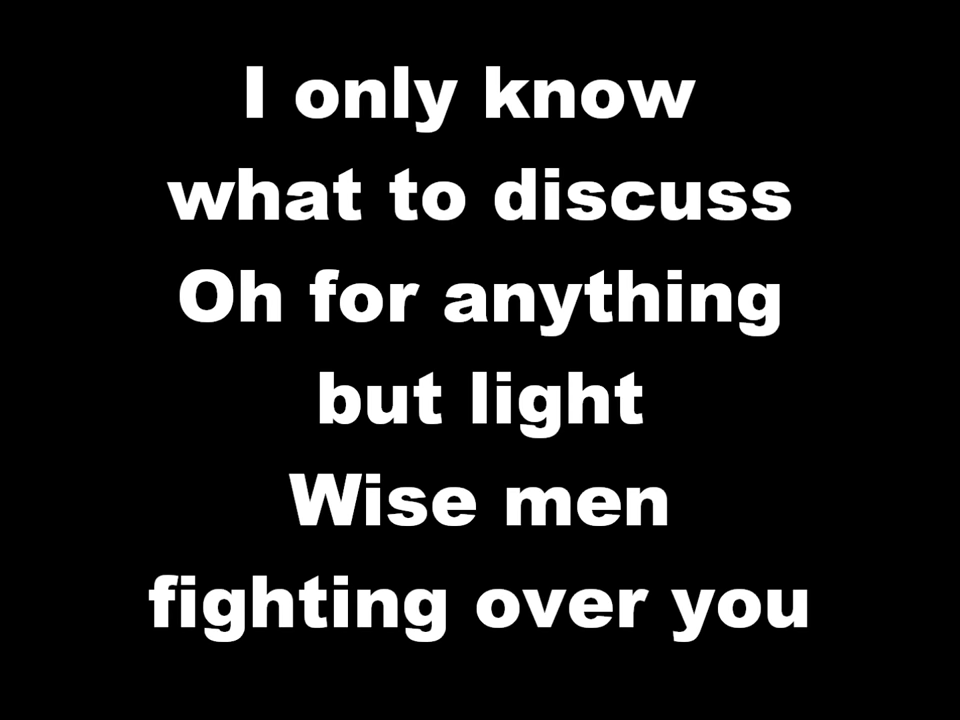 I only know
what to discuss
Oh for anything
but light
Wise men
fighting over you